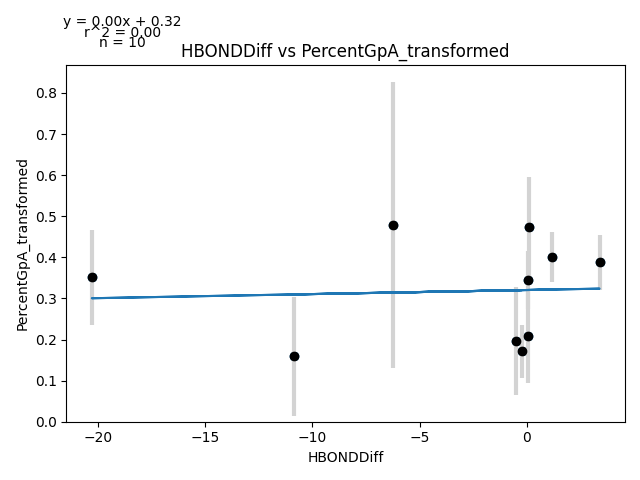 y = 0.00x + 0.32
r^2 = 0.00
n = 10
HBONDDiff vs PercentGpA_transformed
0.8
0.7
0.6
0.5
0.4
0.3
0.2
0.1
0.0
PercentGpA_transformed
−20
−15
−10
−5
0
HBONDDiff